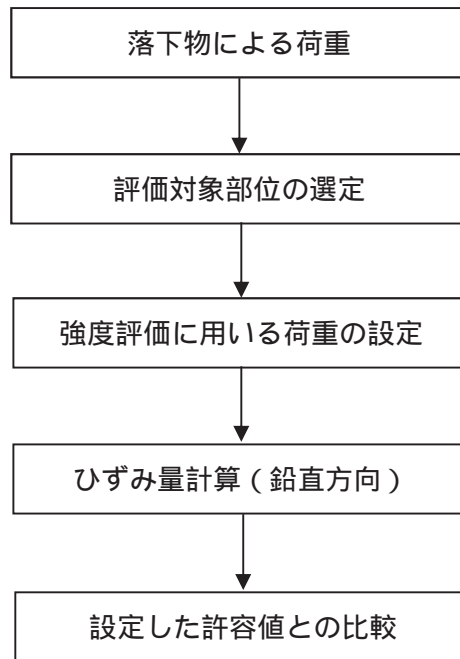 落下物による荷重
評価対象部位の選定
強度評価に用いる荷重の設定
ひずみ量計算（鉛直方向）
設定した許容値との比較